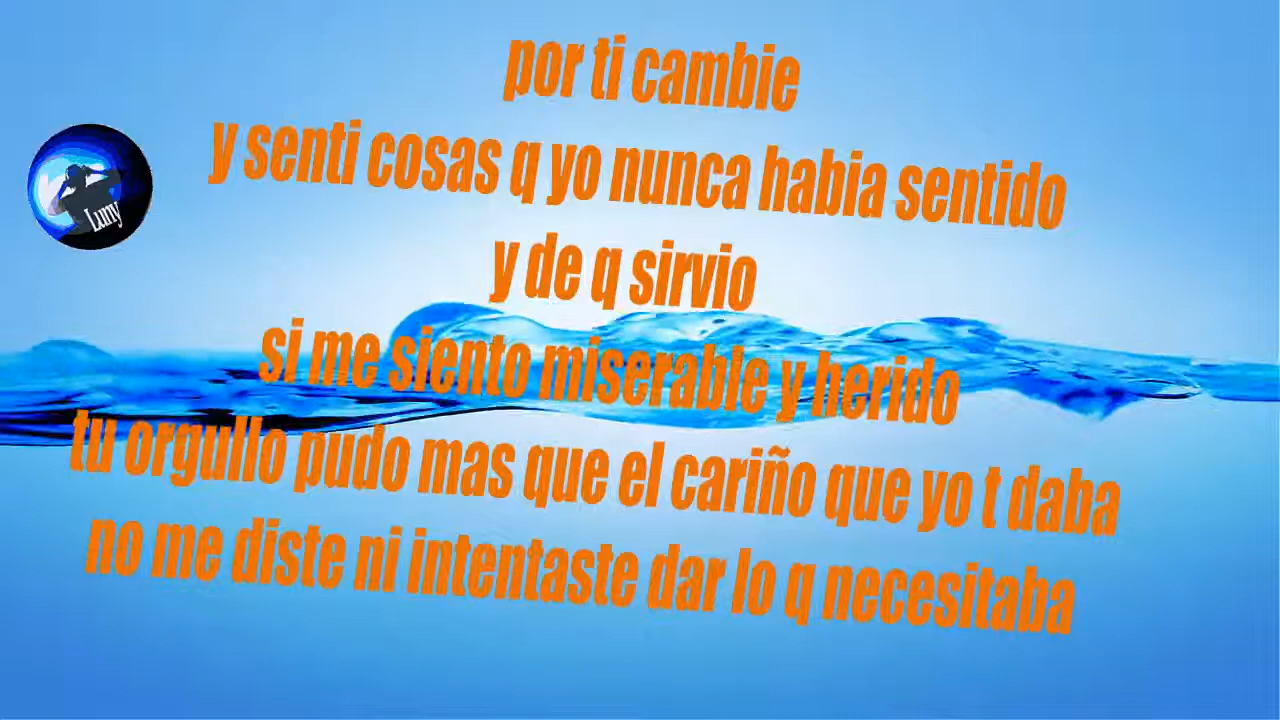 por ti cambie
y senti cosas q yo nunca habia sentido
y de q sirvio
si me siento miserable y herido
tu orgullo pudo mas que el cariño que yo t daba
no me diste ni intentaste dar lo q necesitaba
Luny